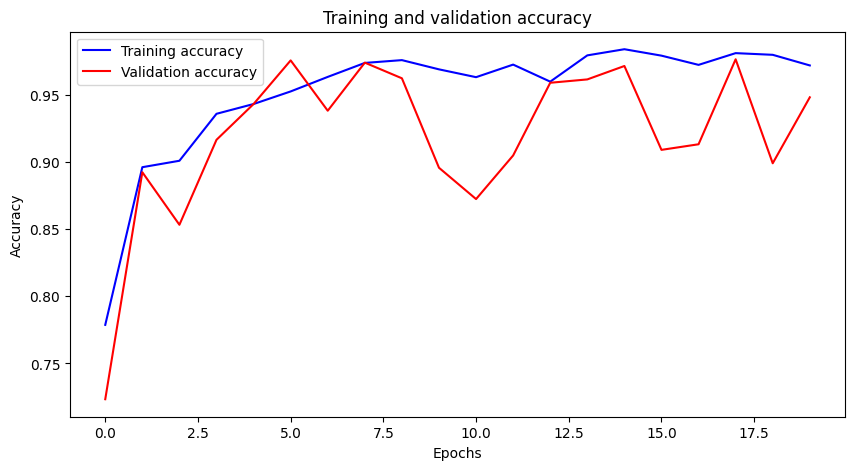 Training and validation accuracy
Training accuracy
Validation accuracy
0.95
0.90
0.85
0.80
0.75
Accuracy
0.0 2.5 5.0 7.5 10.0 12.5 15.0 17.5
Epochs